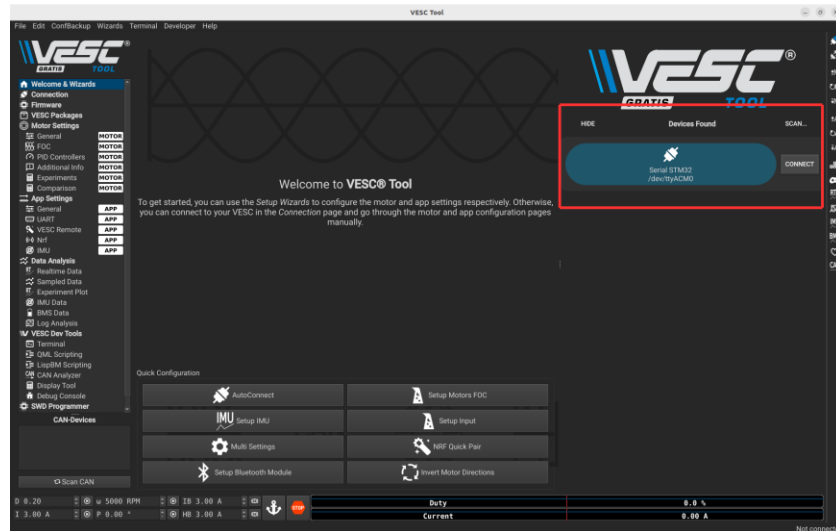 VESC Tool
File Edit ConfBackup Wizards Terminal Developer Help
VESC®
GRATIS TOOL
Welcome & Wizards
Connection
Firmware
VESC Packages
Motor Settings
General MOTOR
FOC MOTOR
PID Controllers MOTOR
Additional Info MOTOR
Experiments MOTOR
Comparison MOTOR
App Settings
General APP
UART APP
VESC Remote APP
Nrf APP
IMU APP
Data Analysis
Realtime Data
Sampled Data
Experiment Plot
IMU Data
BMS Data
Log Analysis
VESC Dev Tools
Terminal
QML Scripting
LispBM Scripting
CAN Analyzer
Display Tool
Debug Console
SWD Programmer
CAN-Devices
Scan CAN
Welcome to VESC® Tool
To get started, you can use the Setup Wizards to configure the motor and app settings respectively. Otherwise,
you can connect to your VESC in the Connection page and go through the motor and app configuration pages
manually.
Quick Configuration
AutoConnect
Setup Motors FOC
IMU Setup IMU
Setup Input
Multi Settings
NRF Quick Pair
Setup Bluetooth Module
Invert Motor Directions
VESC®
GRATIS TOOL
HIDE Devices Found SCAN...
Serial STM32
/dev/ttyACM0
CONNECT
D 0.20 ω 5000 RPM IB 3.00 A
I 3.00 A P 0.00 ° HB 3.00 A
STOP
Duty 0.0 %
Current 0.00 A